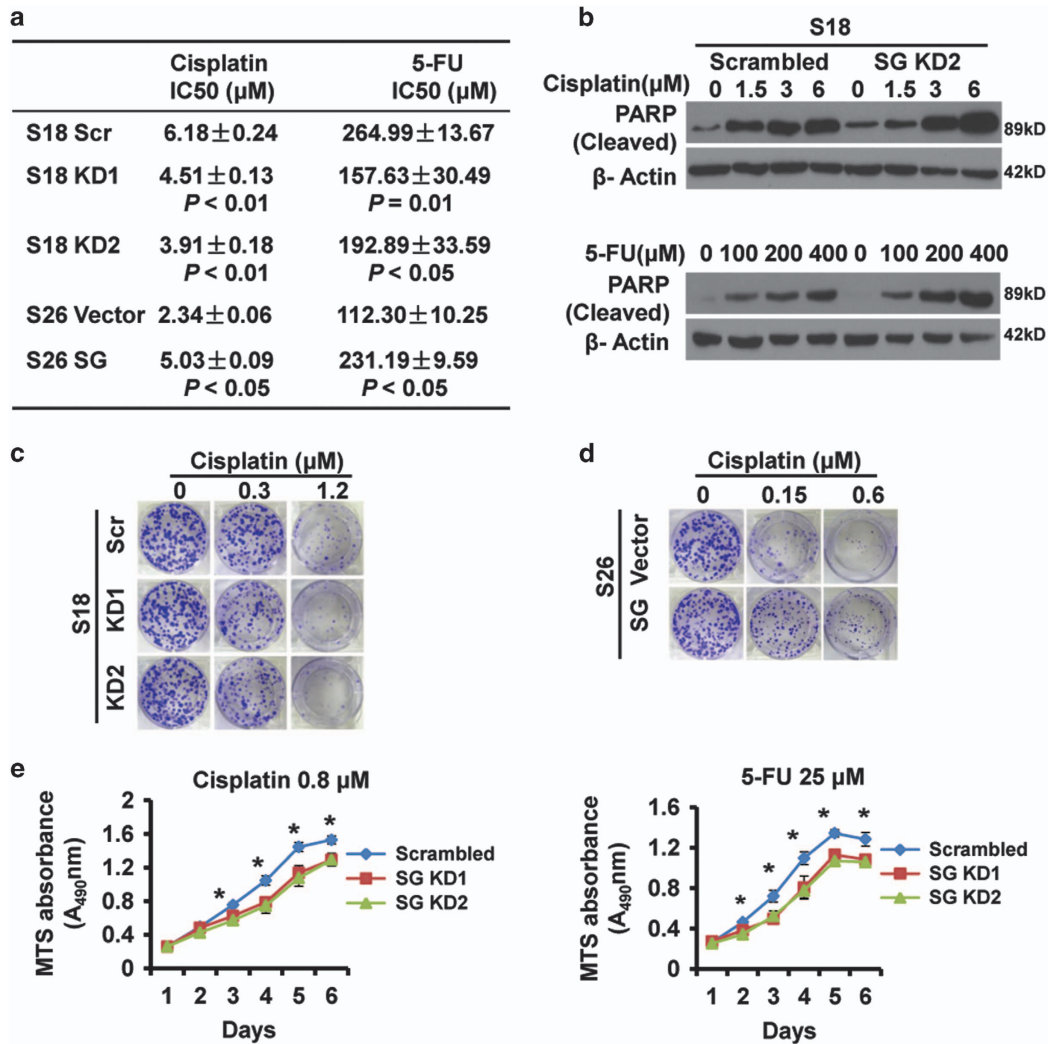 a
Cisplatin 5-FU
IC50 (μM) IC50 (μM)
S18 Scr 6.18±0.24 264.99±13.67
S18 KD1 4.51±0.13 157.63±30.49
P < 0.01 P = 0.01
S18 KD2 3.91±0.18 192.89±33.59
P < 0.01 P < 0.05
S26 Vector 2.34±0.06 112.30±10.25
S26 SG 5.03±0.09 231.19±9.59
P < 0.05 P < 0.05
b
S18
Scrambled SG KD2
Cisplatin(μM) 0 1.5 3 6 0 1.5 3 6
PARP
(Cleaved)
89kD
β- Actin
42kD
5-FU(μM) 0 100 200 400 0 100 200 400
PARP
(Cleaved)
89kD
β- Actin
42kD
c
Cisplatin (μM)
0 0.3 1.2
S18
Scr
KD1
KD2
d
Cisplatin (μM)
0 0.15 0.6
S26
Vector
SG
e
Cisplatin 0.8 μM
MTS absorbance
(A490nm)
2
1.6
1.2
0.8
0.4
0
* * * *
1 2 3 4 5 6
Days
Scrambled
SG KD1
SG KD2
5-FU 25 μM
MTS absorbance
(A490nm)
1.6
1.2
0.8
0.4
0
* * * * *
1 2 3 4 5 6
Days
Scrambled
SG KD1
SG KD2